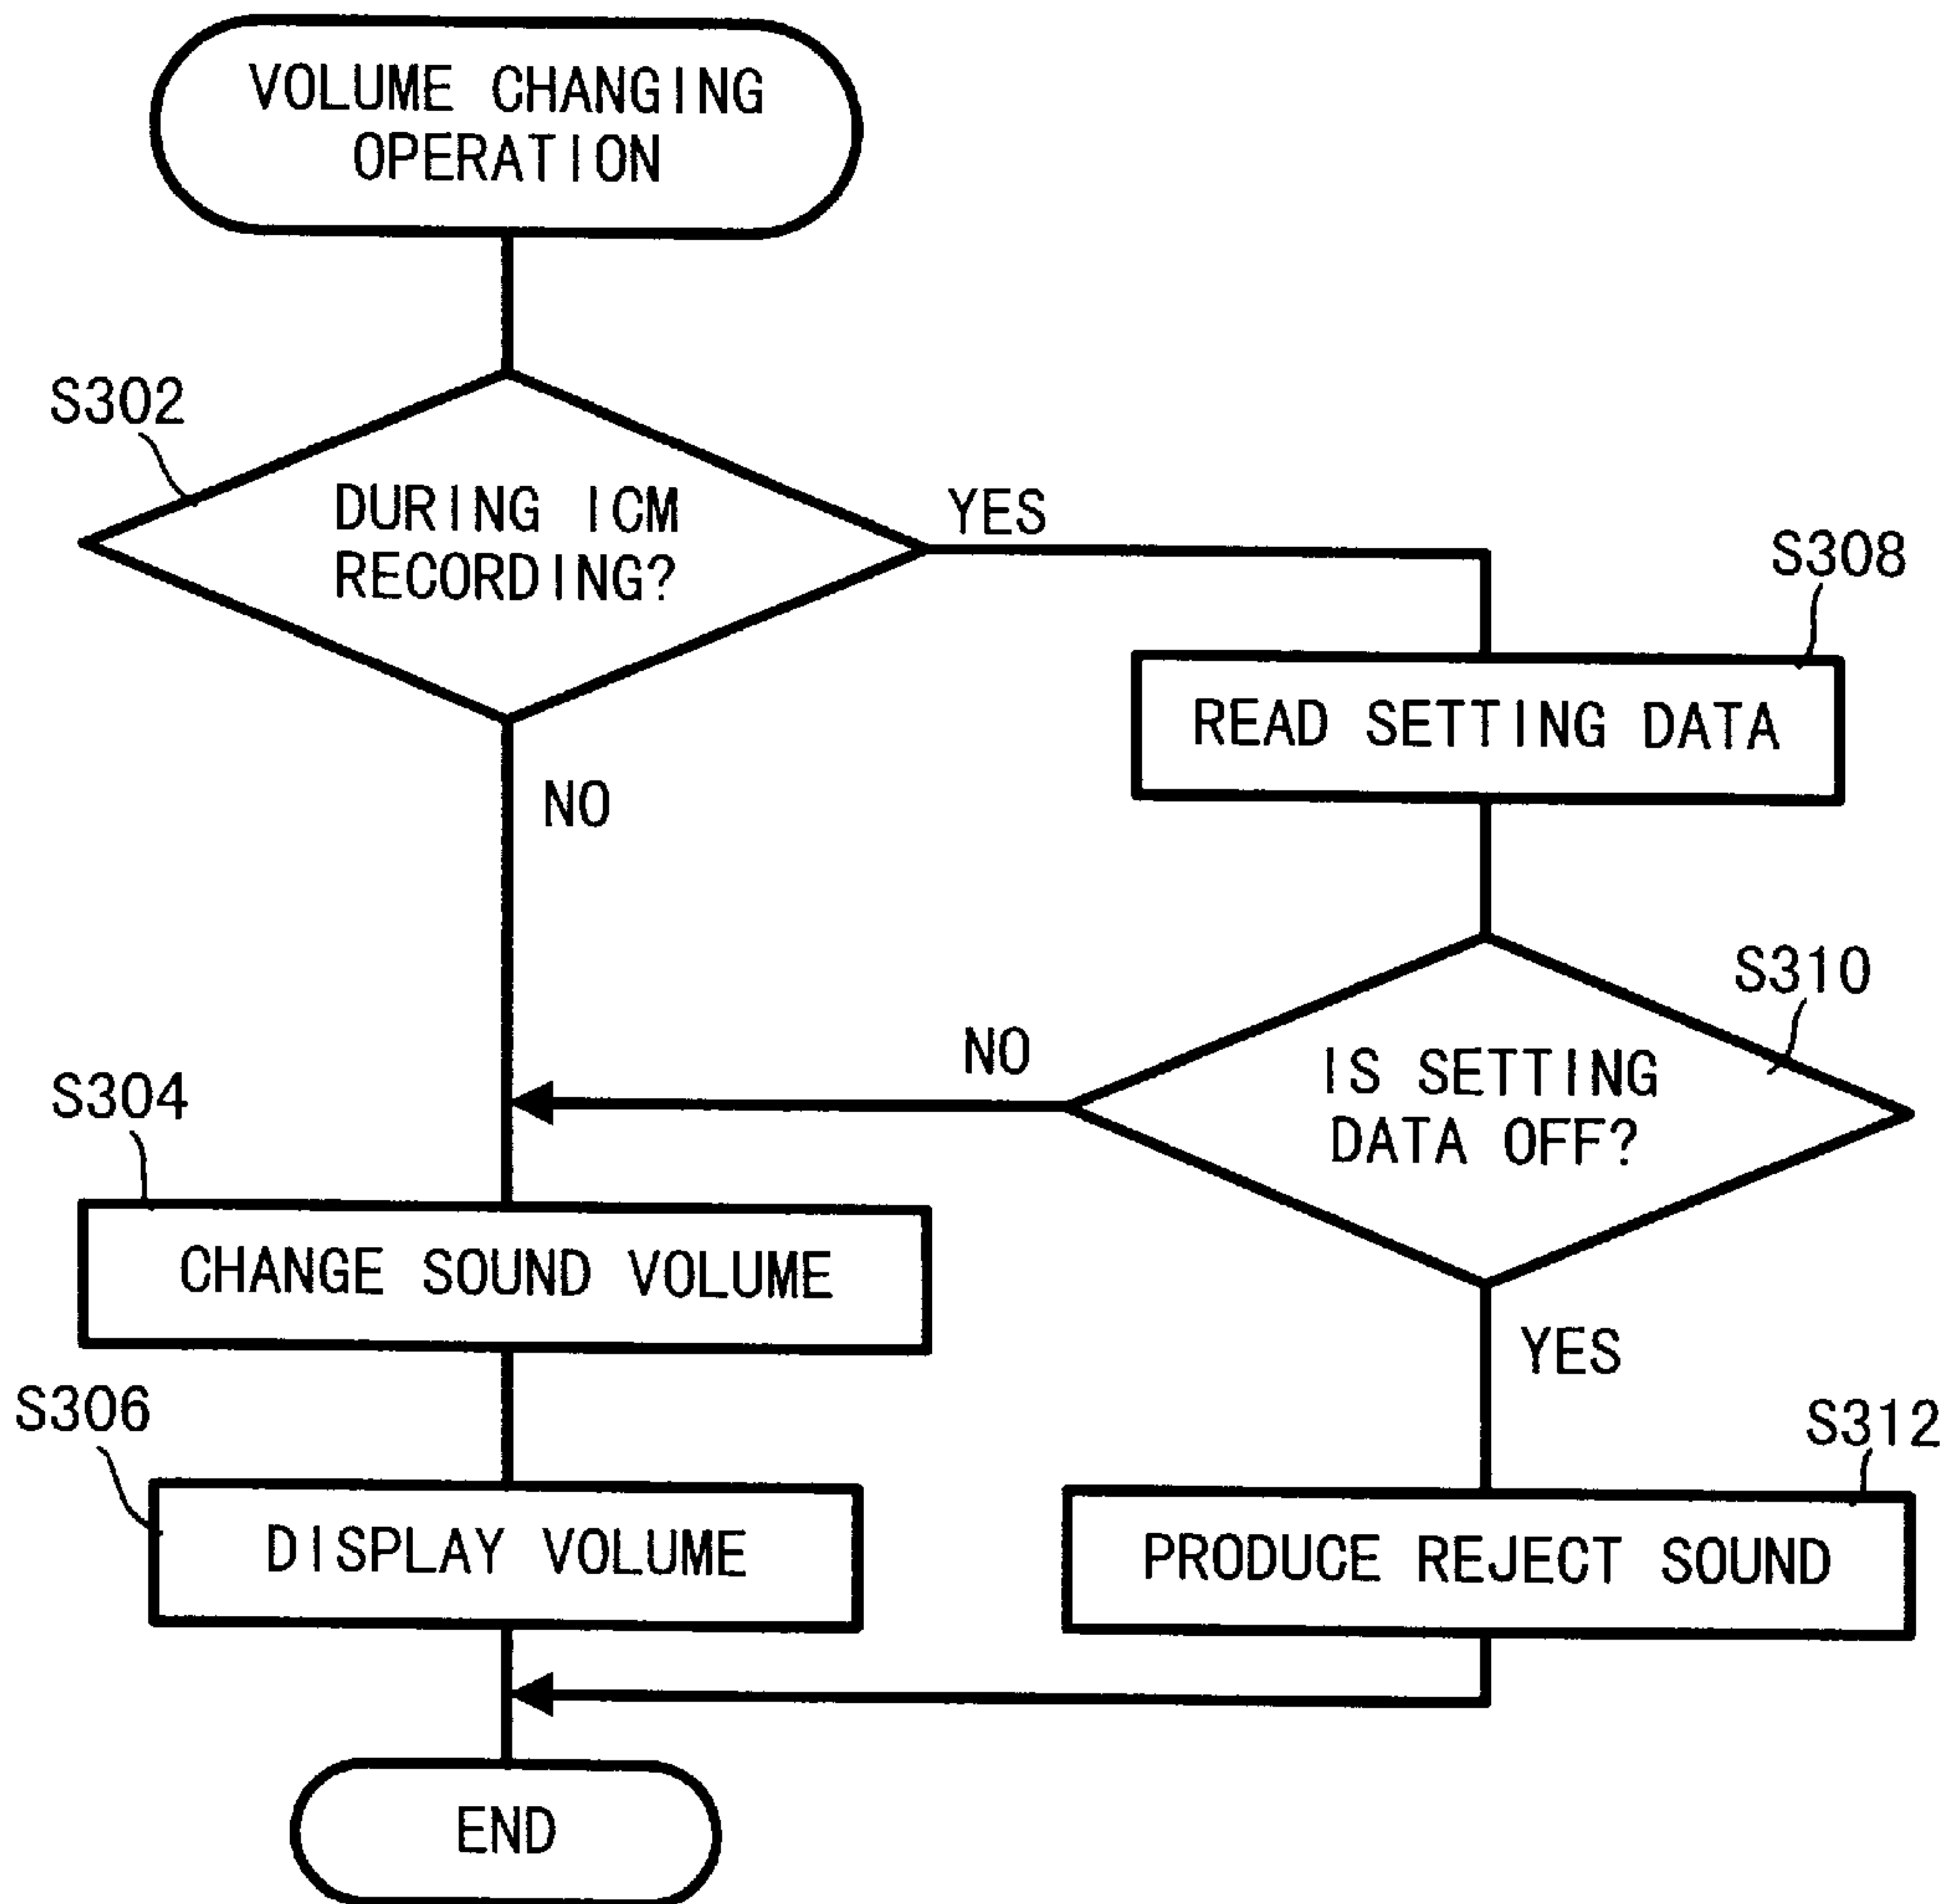 VOLUME CHANGING
OPERATION
S302
DURING ICM
RECORDING?
YES
S308
READ SETTING DATA
NO
S310
NO
IS SETTING
DATA OFF?
S304
CHANGE SOUND VOLUME
YES
S306
S312
DISPLAY VOLUME
PRODUCE REJECT SOUND
END